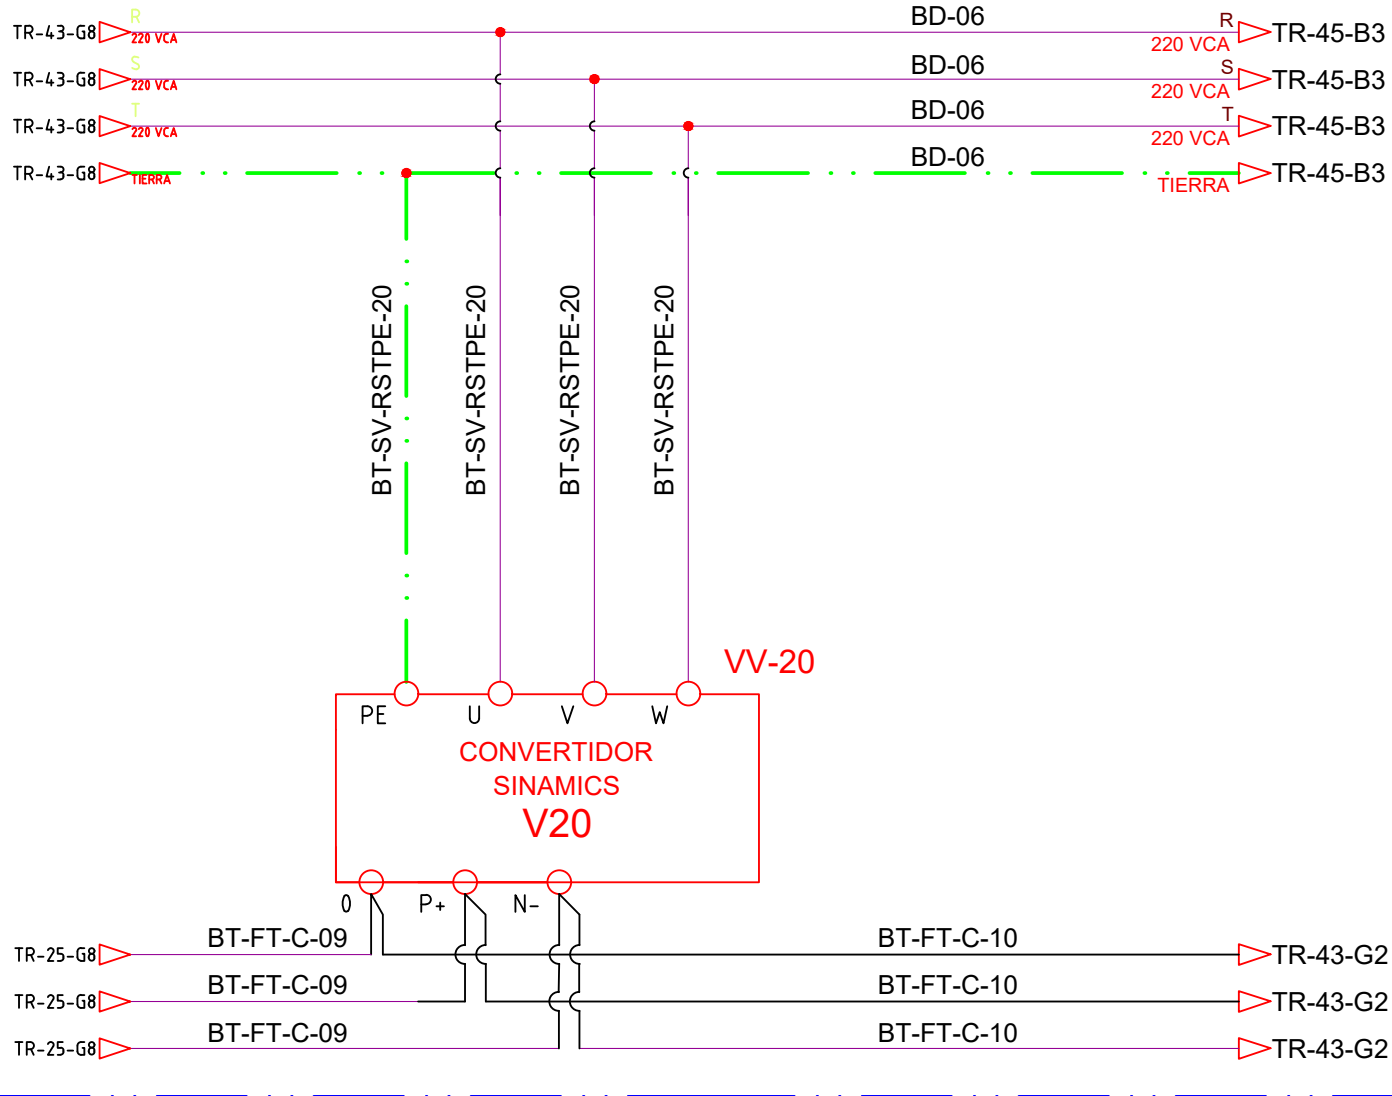 R
BD-06
R
TR-43-G8
220 VCA
220 VCA
TR-45-B3
S
BD-06
S
TR-43-G8
220 VCA
220 VCA
TR-45-B3
T
BD-06
T
TR-43-G8
220 VCA
220 VCA
TR-45-B3
BD-06
TR-43-G8
TIERRA
TIERRA
TR-45-B3
BT-SV-RSTPE-20
BT-SV-RSTPE-20
BT-SV-RSTPE-20
BT-SV-RSTPE-20
VV-20
PE
U
V
W
CONVERTIDOR
SINAMICS
V20
0
P+
N-
BT-FT-C-09
BT-FT-C-10
TR-25-G8
TR-43-G2
BT-FT-C-09
BT-FT-C-10
TR-25-G8
TR-43-G2
BT-FT-C-09
BT-FT-C-10
TR-25-G8
TR-43-G2